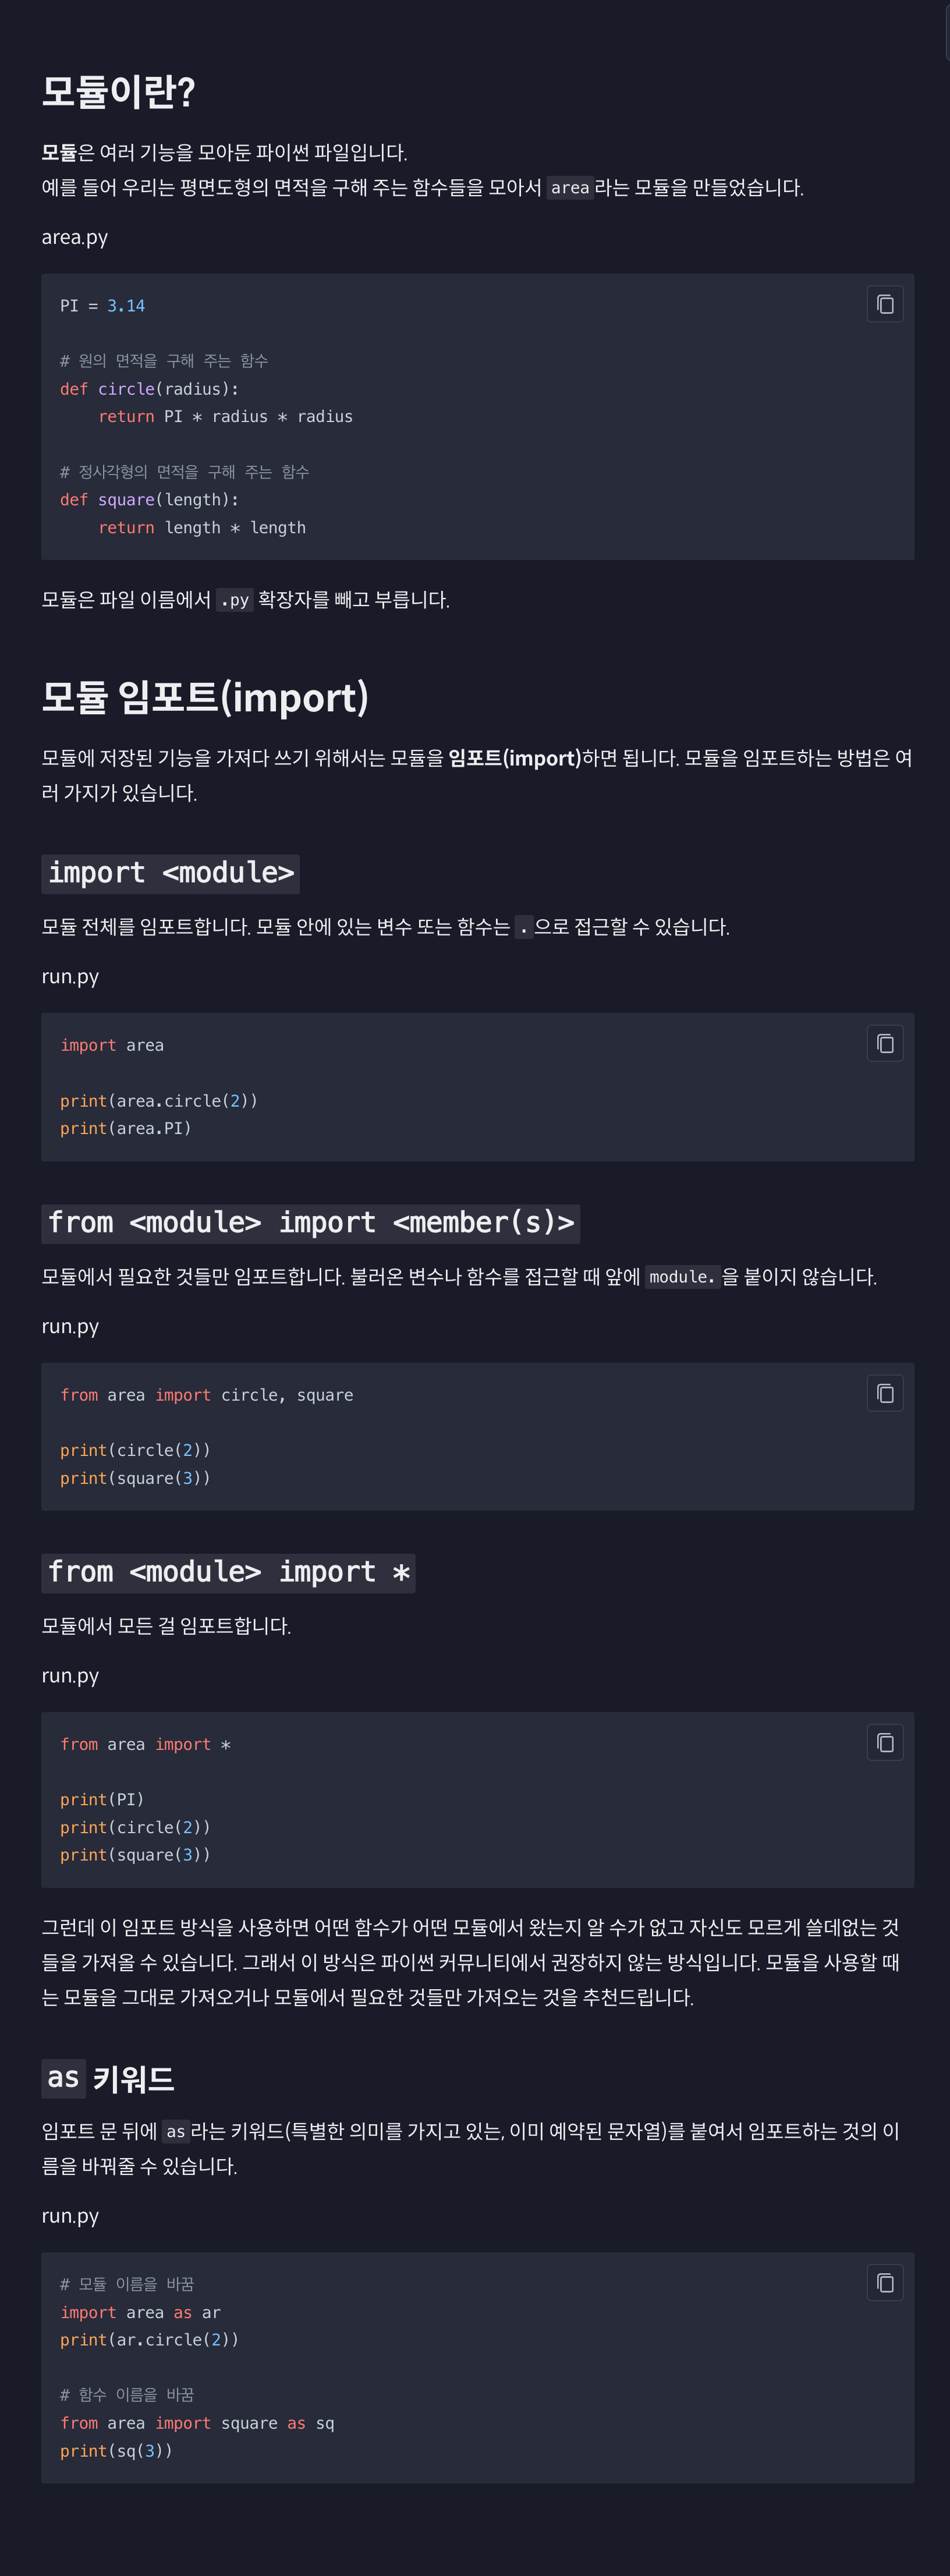 모듈이란?
모듈은 여러 기능을 모아둔 파이썬 파일입니다.
예를 들어 우리는 평면도형의 면적을 구해 주는 함수들을 모아서 area라는 모듈을 만들었습니다.
area.py
PI = 3.14
# 원의 면적을 구해 주는 함수
def circle(radius):
    return PI * radius * radius
# 정사각형의 면적을 구해 주는 함수
def square(length):
    return length * length
모듈은 파일 이름에서 .py 확장자를 빼고 부릅니다.
모듈 임포트(import)
모듈에 저장된 기능을 가져다 쓰기 위해서는 모듈을 임포트(import)하면 됩니다. 모듈을 임포트하는 방법은 여
러 가지가 있습니다.
import <module>
모듈 전체를 임포트합니다. 모듈 안에 있는 변수 또는 함수는 .으로 접근할 수 있습니다.
run.py
import area
print(area.circle(2))
print(area.PI)
from <module> import <member(s)>
모듈에서 필요한 것들만 임포트합니다. 불러온 변수나 함수를 접근할 때 앞에 module.을 붙이지 않습니다.
run.py
from area import circle, square
print(circle(2))
print(square(3))
from <module> import *
모듈에서 모든 걸 임포트합니다.
run.py
from area import *
print(PI)
print(circle(2))
print(square(3))
그런데 이 임포트 방식을 사용하면 어떤 함수가 어떤 모듈에서 왔는지 알 수가 없고 자신도 모르게 쓸데없는 것
들을 가져올 수 있습니다. 그래서 이 방식은 파이썬 커뮤니티에서 권장하지 않는 방식입니다. 모듈을 사용할 때
는 모듈을 그대로 가져오거나 모듈에서 필요한 것들만 가져오는 것을 추천드립니다.
as 키워드
임포트 문 뒤에 as라는 키워드(특별한 의미를 가지고 있는, 이미 예약된 문자열)를 붙여서 임포트하는 것의 이
름을 바꿔줄 수 있습니다.
run.py
# 모듈 이름을 바꿈
import area as ar
print(ar.circle(2))
# 함수 이름을 바꿈
from area import square as sq
print(sq(3))